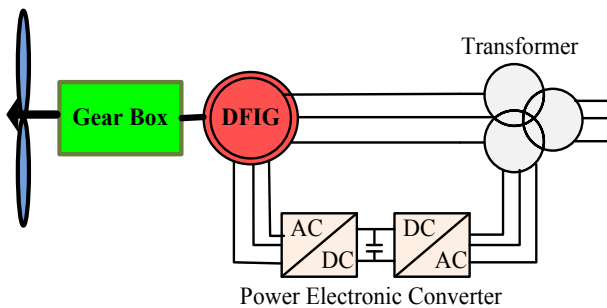 Transformer
Gear Box
DFIG
AC
DC
DC
AC
Power Electronic Converter